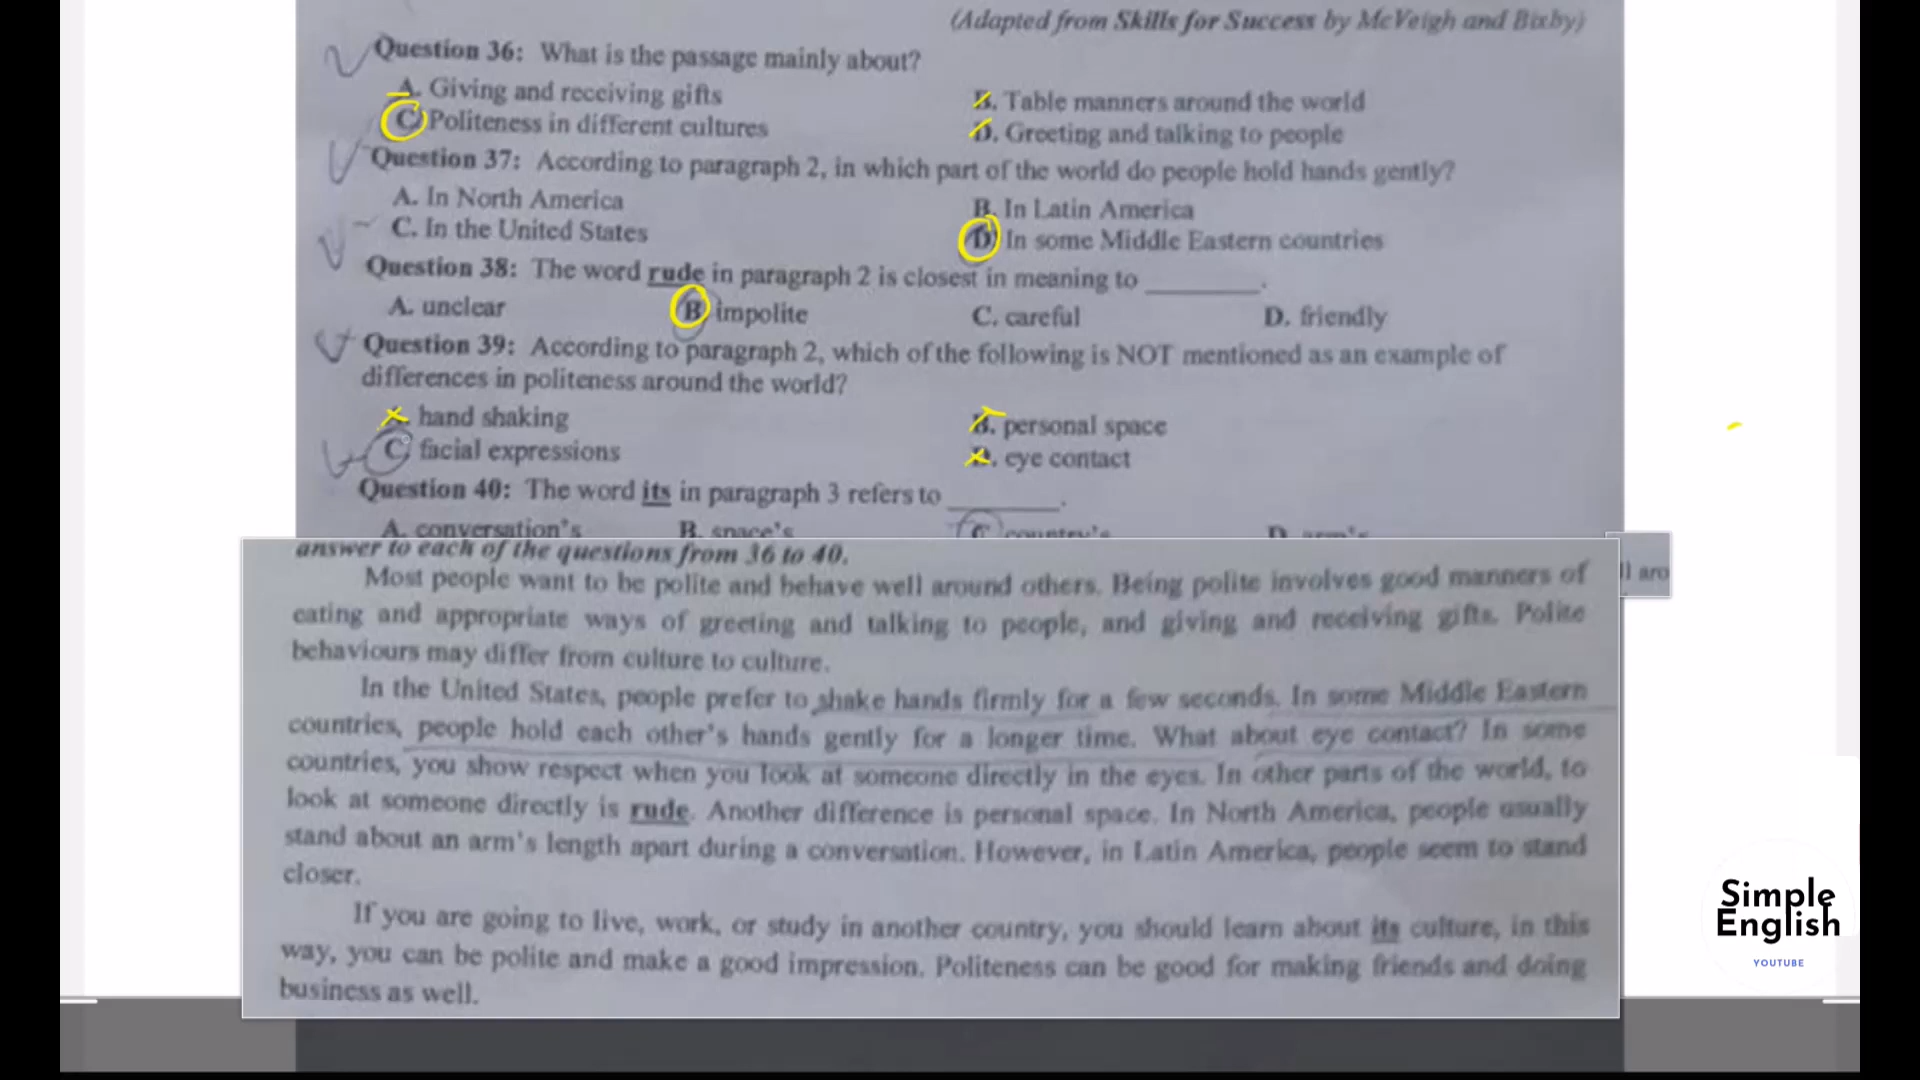 (Adapted from Skills for Success by McVeigh and Bixby)
Question 36: What is the passage mainly about?
A. Giving and receiving gifts B. Table manners around the world
C. Politeness in different cultures D. Greeting and talking to people
Question 37: According to paragraph 2, in which part of the world do people hold hands gently?
A. In North America B. In Latin America
C. In the United States D. In some Middle Eastern countries
Question 38: The word rude in paragraph 2 is closest in meaning to ________.
A. unclear B. impolite C. careful D. friendly
Question 39: According to paragraph 2, which of the following is NOT mentioned as an example of
differences in politeness around the world?
A. hand shaking B. personal space
C. facial expressions D. eye contact
Question 40: The word its in paragraph 3 refers to ________.
A. conversation's B. space's C. country's D. arm's
answer to each of the questions from 36 to 40.
Most people want to be polite and behave well around others. Being polite involves good manners of
eating and appropriate ways of greeting and talking to people, and giving and receiving gifts. Polite
behaviours may differ from culture to culture.
In the United States, people prefer to shake hands firmly for a few seconds. In some Middle Eastern
countries, people hold each other's hands gently for a longer time. What about eye contact? In some
countries, you show respect when you look at someone directly in the eyes. In other parts of the world, to
look at someone directly is rude. Another difference is personal space. In North America, people usually
stand about an arm's length apart during a conversation. However, in Latin America, people seem to stand
closer.
If you are going to live, work, or study in another country, you should learn about its culture, in this
way, you can be polite and make a good impression. Politeness can be good for making friends and doing
business as well.
Simple
English
YOUTUBE